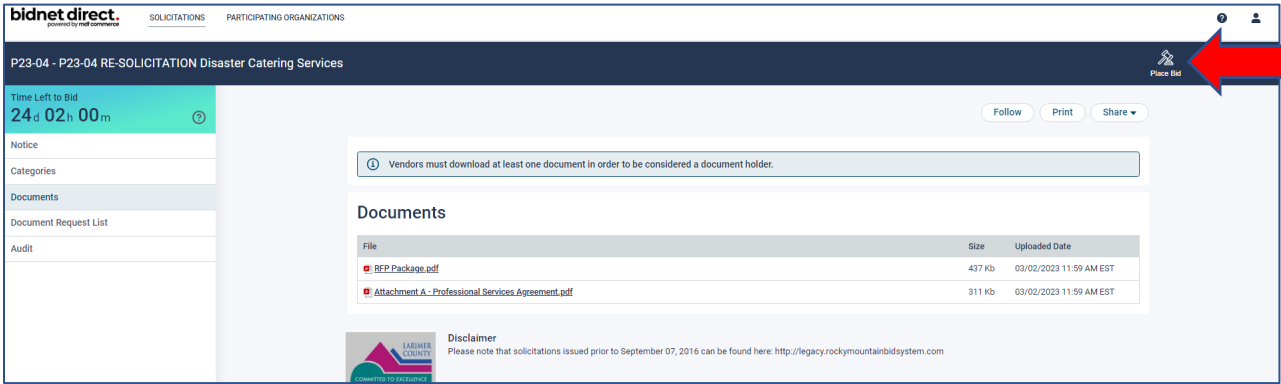 bidnet direct.
powered by mdf commerce
SOLICITATIONS
PARTICIPATING ORGANIZATIONS
P23-04 - P23-04 RE-SOLICITATION Disaster Catering Services
Place Bid
Time Left to Bid
24d 02h 00m
Follow
Print
Share
Notice
Categories
Documents
Document Request List
Audit
Vendors must download at least one document in order to be considered a document holder.
Documents
File Size Uploaded Date
RFP Package.pdf 437 Kb 03/02/2023 11:59 AM EST
Attachment A - Professional Services Agreement.pdf 311 Kb 03/02/2023 11:59 AM EST
LARIMER
COUNTY
COMMITTED TO EXCELLENCE
Disclaimer
Please note that solicitations issued prior to September 07, 2016 can be found here: http://legacy.rockymountainbidsystem.com